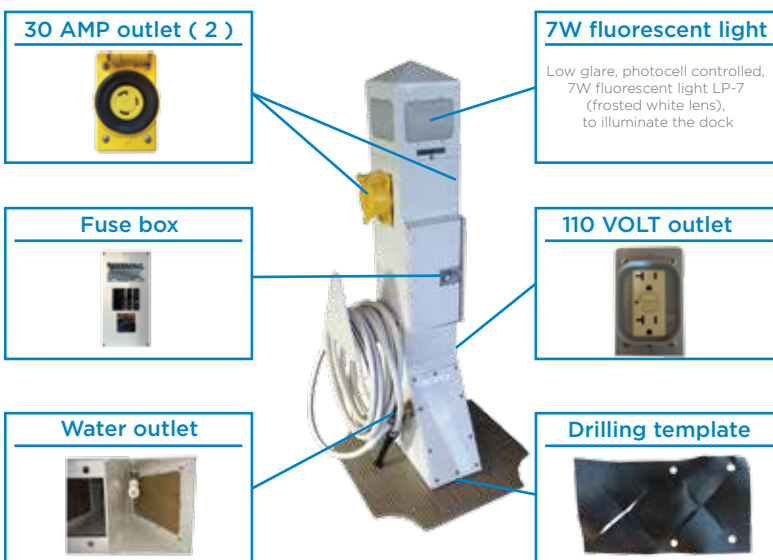 30 AMP outlet ( 2 )
7W fluorescent light
Low glare, photocell controlled,
7W fluorescent light LP-7
(frosted white lens),
to illuminate the dock
Fuse box
WARNING
110 VOLT outlet
Water outlet
Drilling template